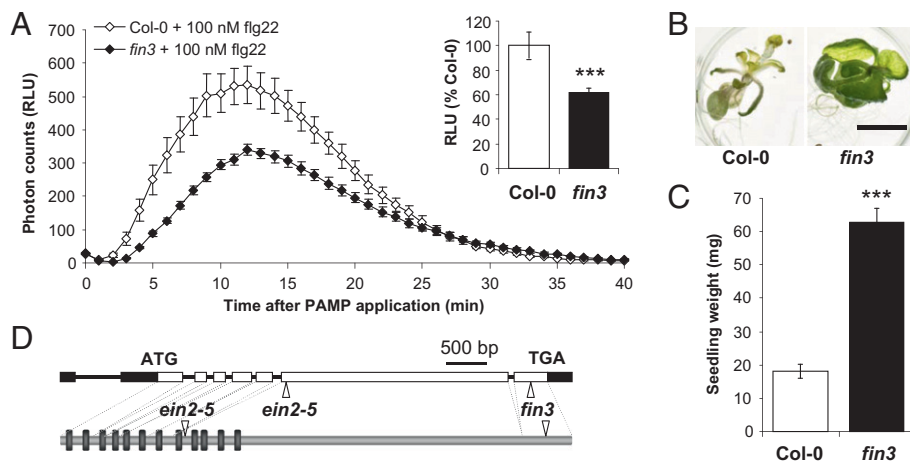 A
Photon counts (RLU)
700
600
500
400
300
200
100
0
0 5 10 15 20 25 30 35 40
Time after PAMP application (min)
Col-0 + 100 nM flg22
fin3 + 100 nM flg22
RLU (% Col-0)
120
100
80
60
40
20
0
***
Col-0 fin3
B
Col-0 fin3
C
Seedling weight (mg)
70
60
50
40
30
20
10
0
***
Col-0 fin3
D
ATG 500 bp TGA
ein2-5 ein2-5 fin3